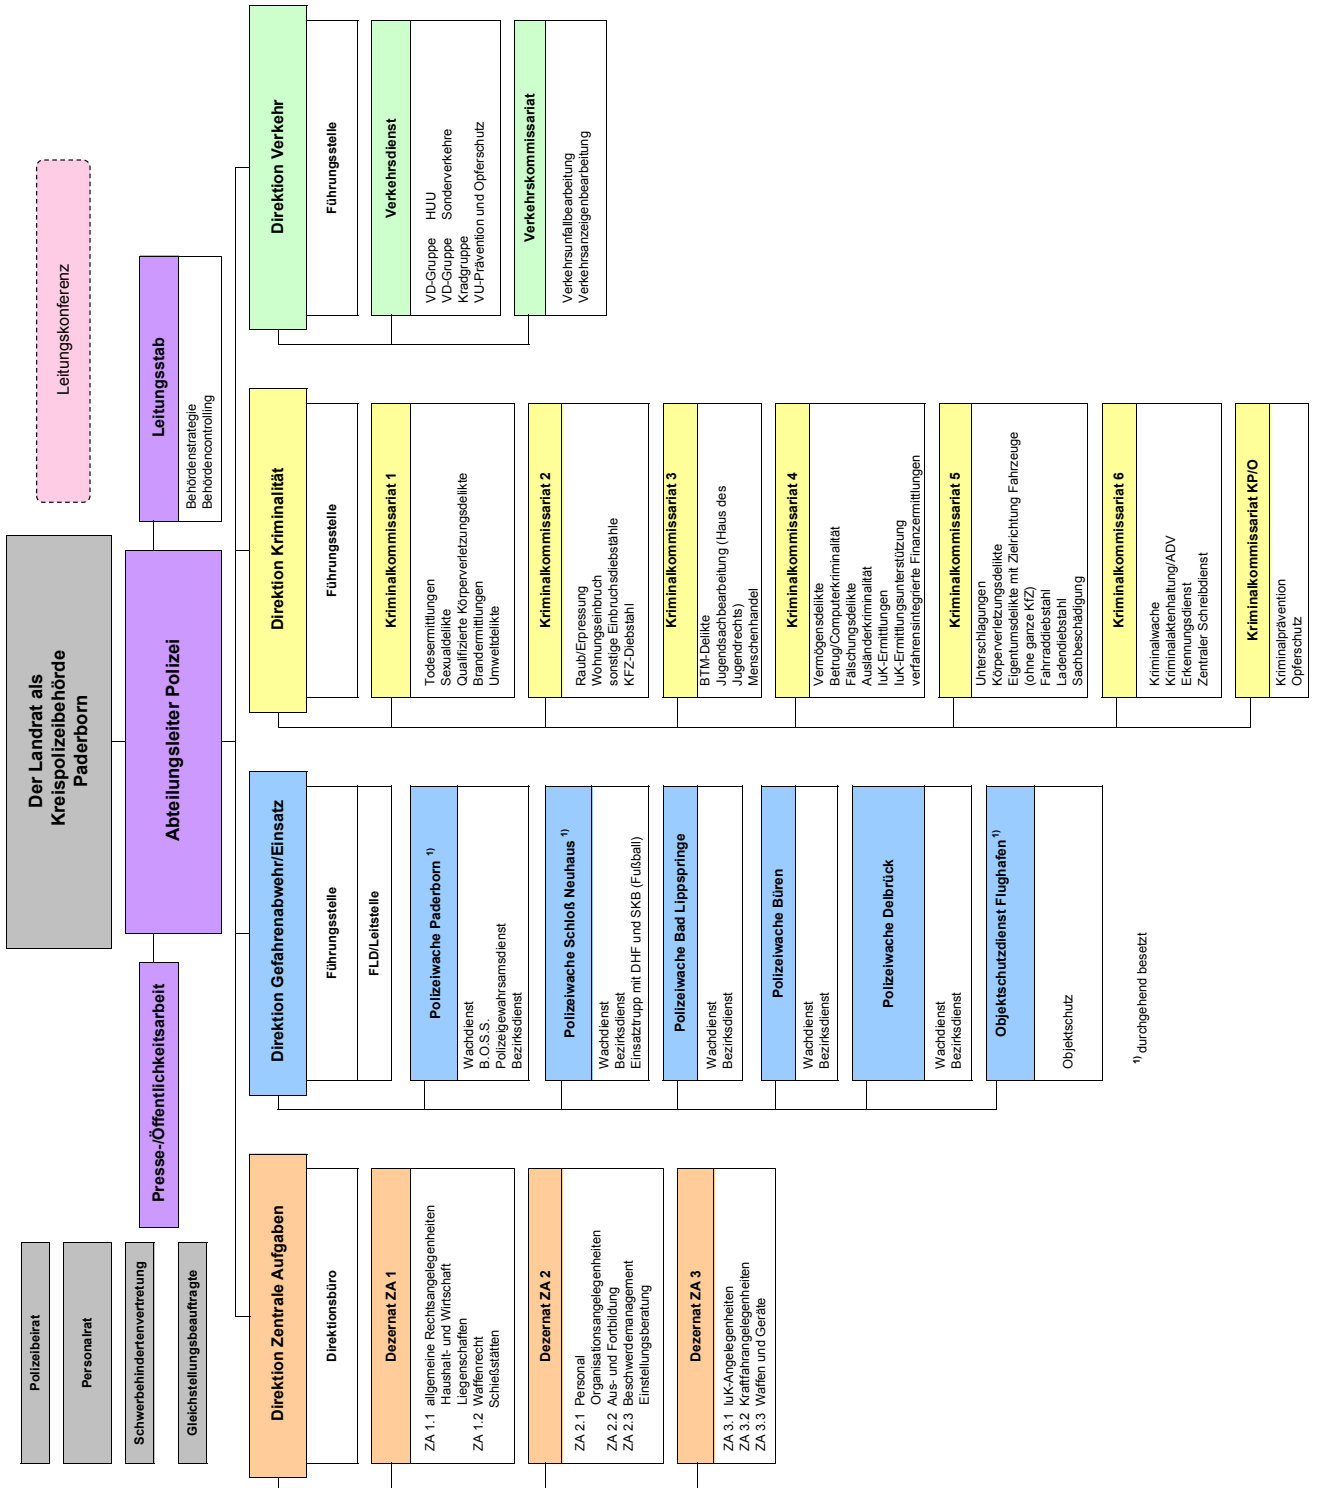 Der Landrat als
Kreispolizeibehörde
Paderborn
Leitungskonferenz
Polizeibeirat
Personalrat
Schwerbehindertenvertretung
Gleichstellungsbeauftragte
Presse-/Öffentlichkeitsarbeit
Abteilungsleiter Polizei
Leitungsstab
Behördenstrategie
Behördencontrolling
Direktion Zentrale Aufgaben
Direktionsbüro
Dezernat ZA 1
ZA 1.1 allgemeine Rechtsangelegenheiten
Haushalt- und Wirtschaft
Liegenschaften
ZA 1.2 Waffenrecht
Schießstätten
Dezernat ZA 2
ZA 2.1 Personal
Organisationsangelegenheiten
ZA 2.2 Aus- und Fortbildung
ZA 2.3 Beschwerdemanagement
Einstellungsberatung
Dezernat ZA 3
ZA 3.1 IuK-Angelegenheiten
ZA 3.2 Kraftfahrangelegenheiten
ZA 3.3 Waffen und Geräte
Direktion Gefahrenabwehr/Einsatz
Führungsstelle
FLD/Leitstelle
Polizeiwache Paderborn 1)
Wachdienst
B.O.S.S.
Polizeigewahrsamsdienst
Bezirksdienst
Polizeiwache Schloß Neuhaus 1)
Wachdienst
Bezirksdienst
Einsatztrupp mit DHF und SKB (Fußball)
Polizeiwache Bad Lippspringe
Wachdienst
Bezirksdienst
Polizeiwache Büren
Wachdienst
Bezirksdienst
Polizeiwache Delbrück
Wachdienst
Bezirksdienst
Objektschutzdienst Flughafen 1)
Objektschutz
1) durchgehend besetzt
Direktion Kriminalität
Führungsstelle
Kriminalkommissariat 1
Todesermittlungen
Sexualdelikte
Qualifizierte Körperverletzungsdelikte
Brandermittlungen
Umweltdelikte
Kriminalkommissariat 2
Raub/Erpressung
Wohnungseinbruch
sonstige Einbruchsdiebstähle
KFZ-Diebstahl
Kriminalkommissariat 3
BTM-Delikte
Jugendsachbearbeitung (Haus des
Jugendrechts)
Menschenhandel
Kriminalkommissariat 4
Vermögensdelikte
Betrug/Computerkriminalität
Fälschungsdelikte
Ausländerkriminalität
IuK-Ermittlungen
IuK-Ermittlungsunterstützung
verfahrensintegrierte Finanzermittlungen
Kriminalkommissariat 5
Unterschlagungen
Körperverletzungsdelikte
Eigentumsdelikte mit Zielrichtung Fahrzeuge
(ohne ganze KfZ)
Fahrraddiebstahl
Ladendiebstahl
Sachbeschädigung
Kriminalkommissariat 6
Kriminalwache
Kriminalaktenhaltung/ADV
Erkennungsdienst
Zentraler Schreibdienst
Kriminalkommissariat KP/O
Kriminalprävention
Opferschutz
Direktion Verkehr
Führungsstelle
Verkehrsdienst
VD-Gruppe HUU
VD-Gruppe Sonderverkehre
Kradgruppe
VU-Prävention und Opferschutz
Verkehrskommissariat
Verkehrsunfallbearbeitung
Verkehrsanzeigenbearbeitung